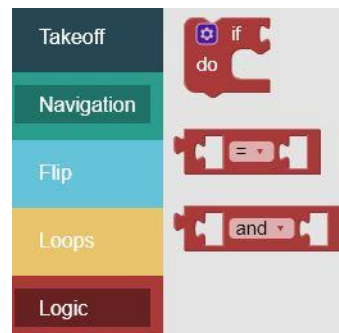 Takeoff
Navigation
Flip
Loops
Logic
if
do
=
and